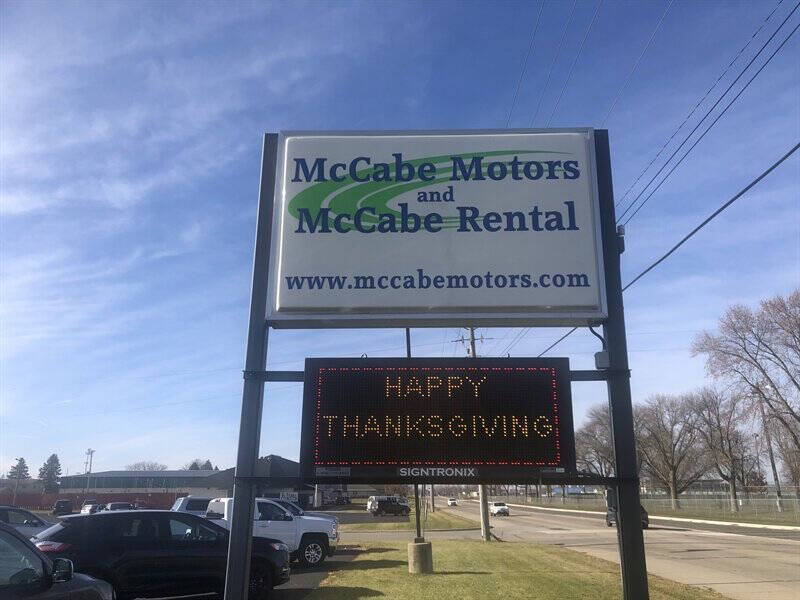 McCabe Motors
and
McCabe Rental
www.mccabemotors.com
HAPPY
THANKSGIVING
SIGNTRONIX